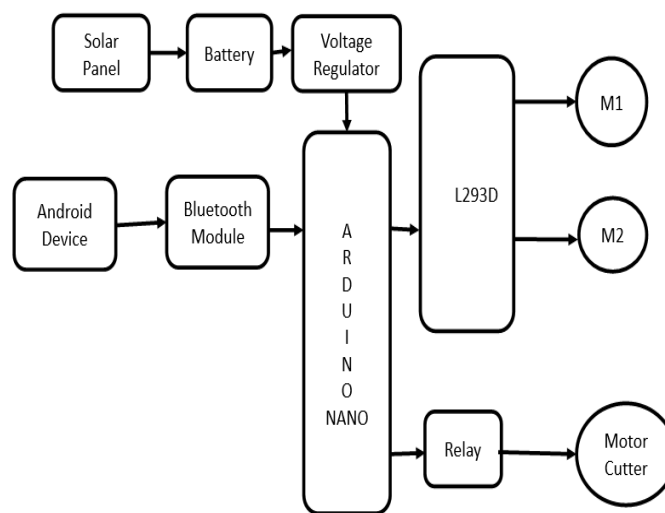 Solar
Panel
Battery
Voltage
Regulator
Android
Device
Bluetooth
Module
A
R
D
U
I
N
O
NANO
L293D
M1
M2
Relay
Motor
Cutter